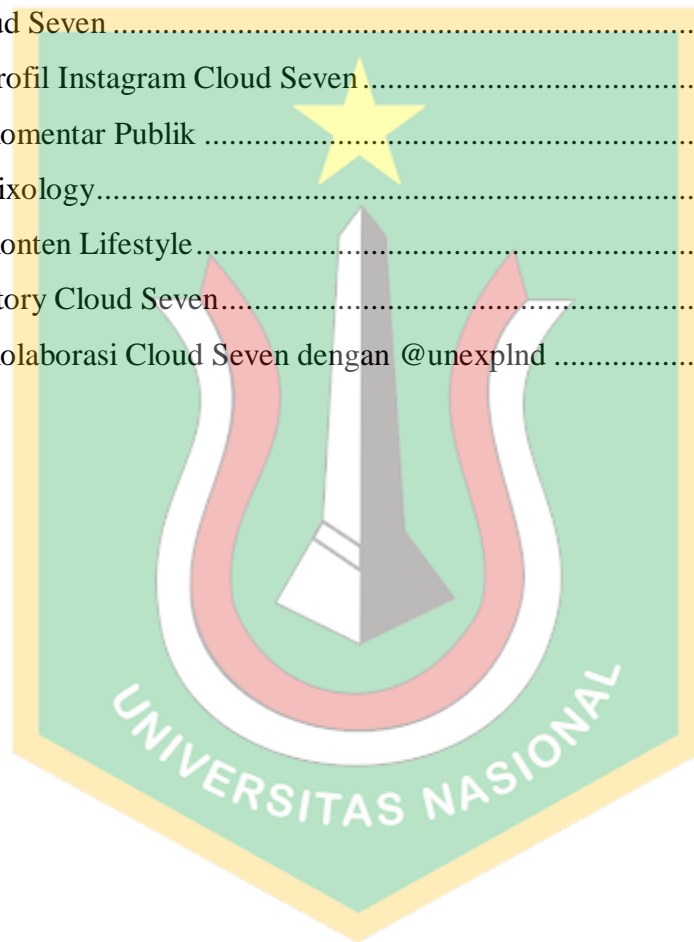 ud Seven ........................................................................
rofil Instagram Cloud Seven ..........................................
omentar Publik .............................................................
ixology...........................................................................
onten Lifestyle ..............................................................
tory Cloud Seven...........................................................
olaborasi Cloud Seven dengan @unexplnd ..................
UNIVERSITAS NASIONAL